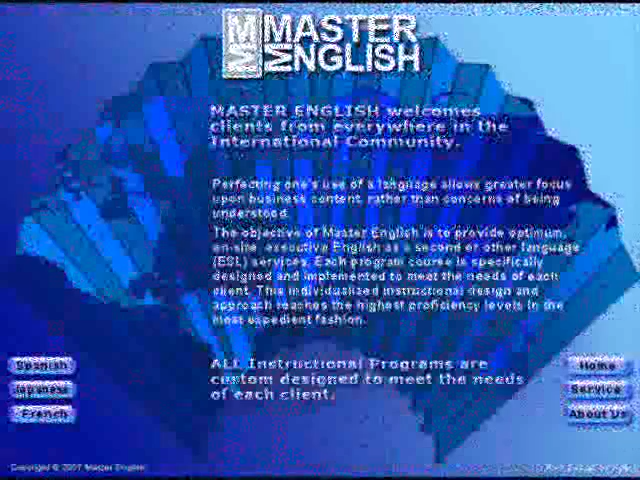 MASTER
ENGLISH
MASTER ENGLISH welcomes
clients from everywhere in the
International Community.
Perfecting one's use of a language allows greater focus
upon business content, rather than concerns of being
understood.
The objective of Master English is to provide optimum,
on-site, executive English as a second or other language
(ESL) services. Each program course is specifically
designed and implemented to meet the needs of each
client. This individualized instructional design and
approach reaches the highest proficiency levels in the
most expedient fashion.
ALL Instructional Programs are
custom designed to meet the needs
of each client.
Spanish
Japanese
French
Home
Service
About Us
Copyright © 2001 Master English